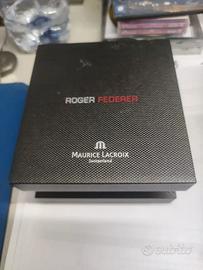 ROGER FEDERER
M
MAURICE LACROIX
Switzerland
subito